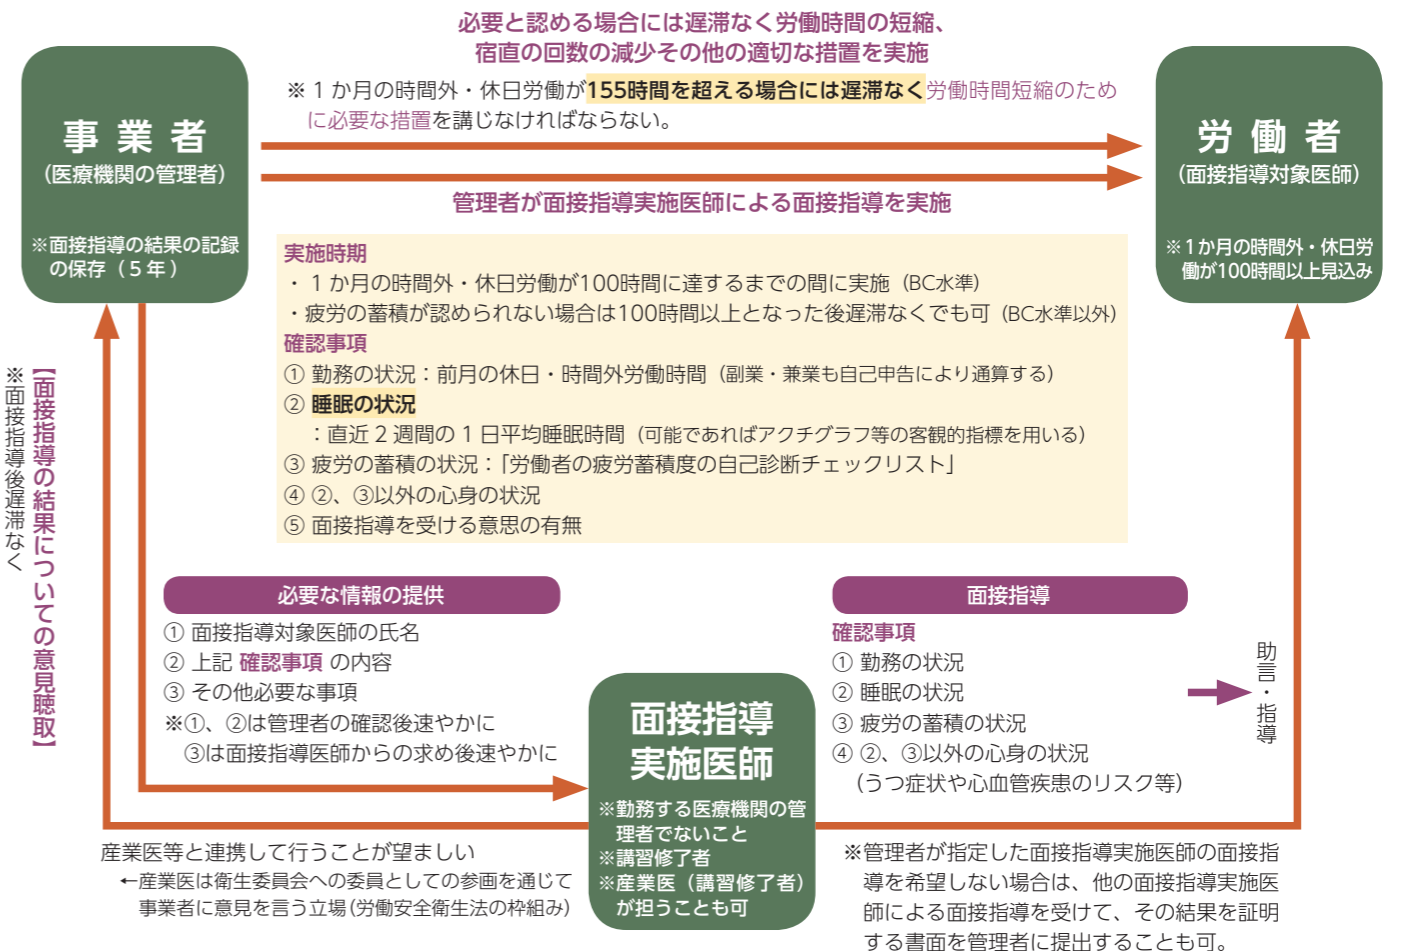 必要と認める場合には遅滞なく労働時間の短縮、
宿直の回数の減少その他の適切な措置を実施
※１か月の時間外・休日労働が155時間を超える場合には遅滞なく労働時間短縮のため
に必要な措置を講じなければならない。
事業者
（医療機関の管理者）
※面接指導の結果の記録
の保存（５年）
労働者
（面接指導対象医師）
※１か月の時間外・休日労
働が100時間以上見込み
管理者が面接指導実施医師による面接指導を実施
実施時期
・１か月の時間外・休日労働が100時間に達するまでの間に実施（BC水準）
・疲労の蓄積が認められない場合は100時間以上となった後遅滞なくでも可（BC水準以外）
確認事項
① 勤務の状況：前月の休日・時間外労働時間（副業・兼業も自己申告により通算する）
② 睡眠の状況
：直近２週間の１日平均睡眠時間（可能であればアクチグラフ等の客観的指標を用いる）
③ 疲労の蓄積の状況：「労働者の疲労蓄積度の自己診断チェックリスト」
④ ②、③以外の心身の状況
⑤ 面接指導を受ける意思の有無
【面接指導の結果についての意見聴取】
※面接指導後遅滞なく
必要な情報の提供
① 面接指導対象医師の氏名
② 上記 確認事項 の内容
③ その他必要な事項
※①、②は管理者の確認後速やかに
③は面接指導医師からの求め後速やかに
面接指導
確認事項
① 勤務の状況
② 睡眠の状況
③ 疲労の蓄積の状況
④ ②、③以外の心身の状況
（うつ症状や心血管疾患のリスク等）
助言・指導
面接指導
実施医師
※勤務する医療機関の管
理者でないこと
※講習修了者
※産業医（講習修了者）
が担うことも可
産業医等と連携して行うことが望ましい
←産業医は衛生委員会への委員としての参画を通じて
事業者に意見を言う立場（労働安全衛生法の枠組み）
※管理者が指定した面接指導実施医師の面接指
導を希望しない場合は、他の面接指導実施医
師による面接指導を受けて、その結果を証明
する書面を管理者に提出することも可。